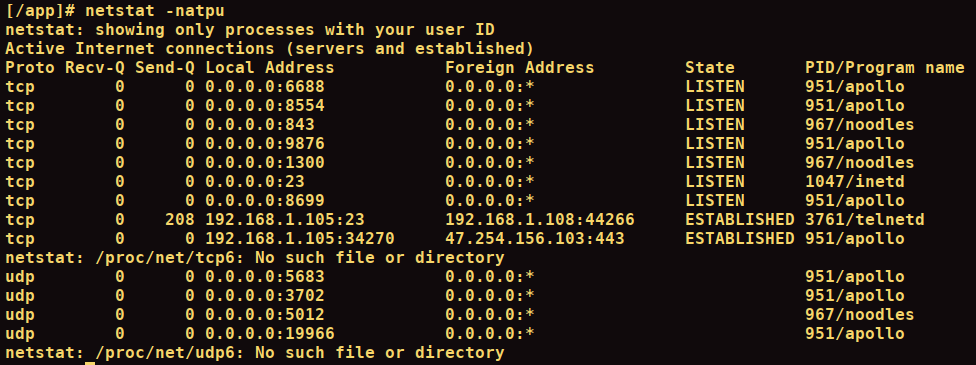 [/app]# netstat -natpu
netstat: showing only processes with your user ID
Active Internet connections (servers and established)
Proto Recv-Q Send-Q Local Address           Foreign Address         State       PID/Program name
tcp        0      0 0.0.0.0:6688            0.0.0.0:*               LISTEN      951/apollo
tcp        0      0 0.0.0.0:8554            0.0.0.0:*               LISTEN      951/apollo
tcp        0      0 0.0.0.0:843             0.0.0.0:*               LISTEN      967/noodles
tcp        0      0 0.0.0.0:9876            0.0.0.0:*               LISTEN      951/apollo
tcp        0      0 0.0.0.0:1300            0.0.0.0:*               LISTEN      967/noodles
tcp        0      0 0.0.0.0:23              0.0.0.0:*               LISTEN      1047/inetd
tcp        0      0 0.0.0.0:8699            0.0.0.0:*               LISTEN      951/apollo
tcp        0    208 192.168.1.105:23        192.168.1.108:44266     ESTABLISHED 3761/telnetd
tcp        0      0 192.168.1.105:34270     47.254.156.103:443      ESTABLISHED 951/apollo
netstat: /proc/net/tcp6: No such file or directory
udp        0      0 0.0.0.0:5683            0.0.0.0:*                           951/apollo
udp        0      0 0.0.0.0:3702            0.0.0.0:*                           951/apollo
udp        0      0 0.0.0.0:5012            0.0.0.0:*                           967/noodles
udp        0      0 0.0.0.0:19966           0.0.0.0:*                           951/apollo
netstat: /proc/net/udp6: No such file or directory